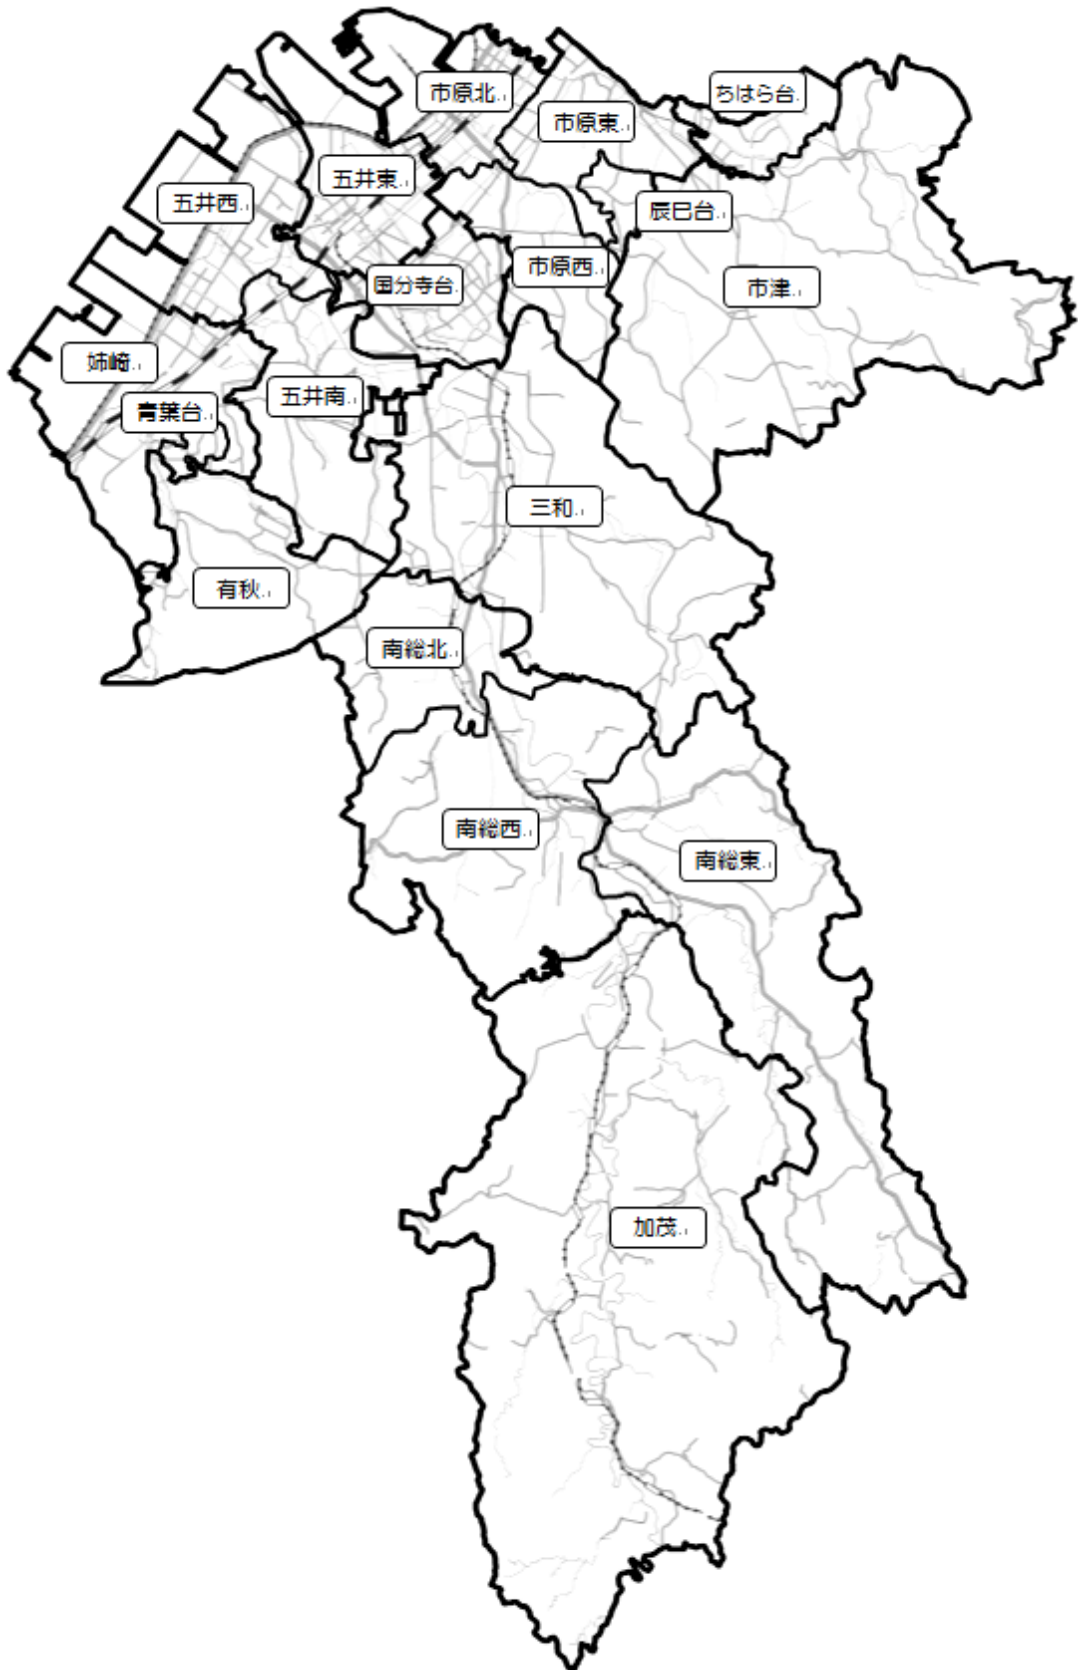 市原北
ちはら台
市原東
五井東
五井西
辰巳台
市原西
国分寺台
市津
姉崎
五井南
青葉台
三和
有秋
南総北
南総西
南総東
加茂